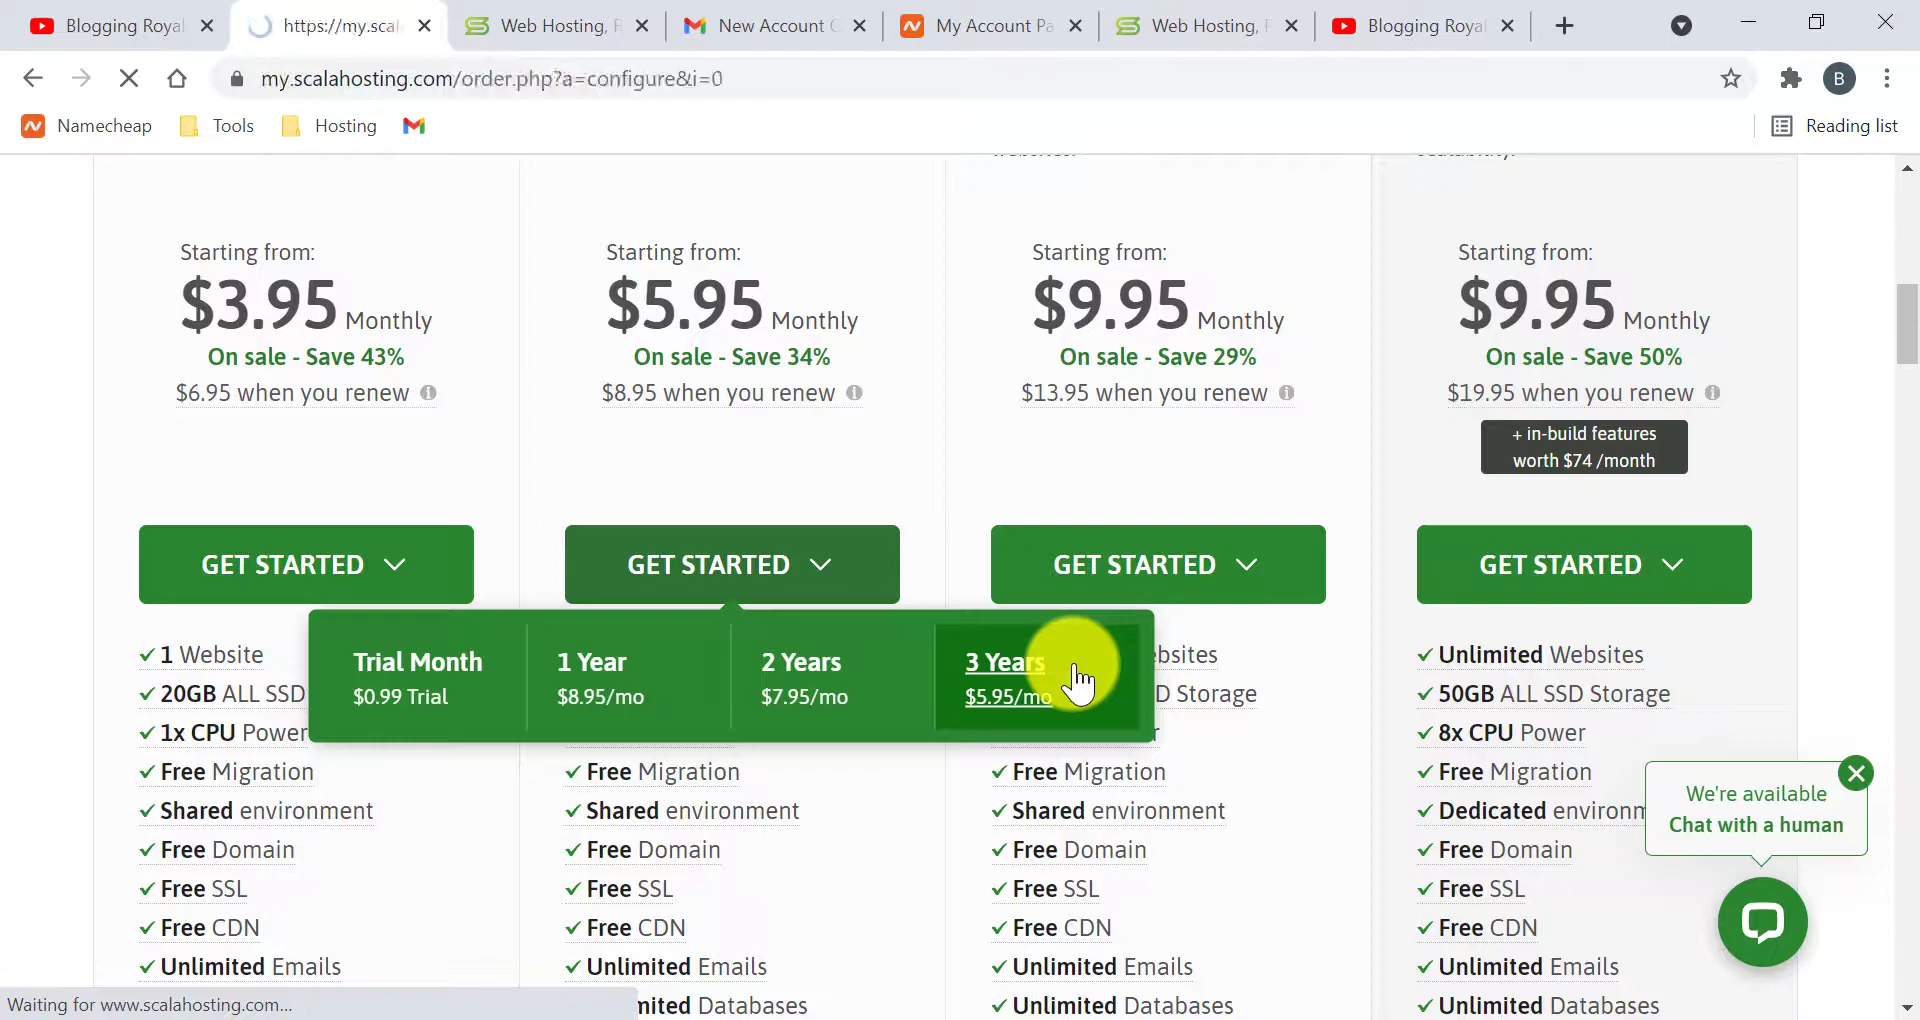 Blogging Royal
https://my.scal
Web Hosting, R
New Account C
My Account Pa
Web Hosting, R
Blogging Royal
my.scalahosting.com/order.php?a=configure&i=0
B
Namecheap
Tools
Hosting
Reading list
websites.
scalability.
Starting from:
$3.95 Monthly
On sale - Save 43%
$6.95 when you renew
Starting from:
$5.95 Monthly
On sale - Save 34%
$8.95 when you renew
Starting from:
$9.95 Monthly
On sale - Save 29%
$13.95 when you renew
Starting from:
$9.95 Monthly
On sale - Save 50%
$19.95 when you renew
+ in-build features
worth $74 /month
GET STARTED
GET STARTED
GET STARTED
GET STARTED
Trial Month
$0.99 Trial
1 Year
$8.95/mo
2 Years
$7.95/mo
3 Years
$5.95/mo
1 Website
20GB ALL SSD
1x CPU Power
Free Migration
Shared environment
Free Domain
Free SSL
Free CDN
Unlimited Emails
Free Migration
Shared environment
Free Domain
Free SSL
Free CDN
Unlimited Emails
mited Databases
ebsites
D Storage
Free Migration
Shared environment
Free Domain
Free SSL
Free CDN
Unlimited Emails
Unlimited Databases
Unlimited Websites
50GB ALL SSD Storage
8x CPU Power
Free Migration
Dedicated environm
Free Domain
Free SSL
Free CDN
Unlimited Emails
Unlimited Databases
We're available
Chat with a human
Waiting for www.scalahosting.com...